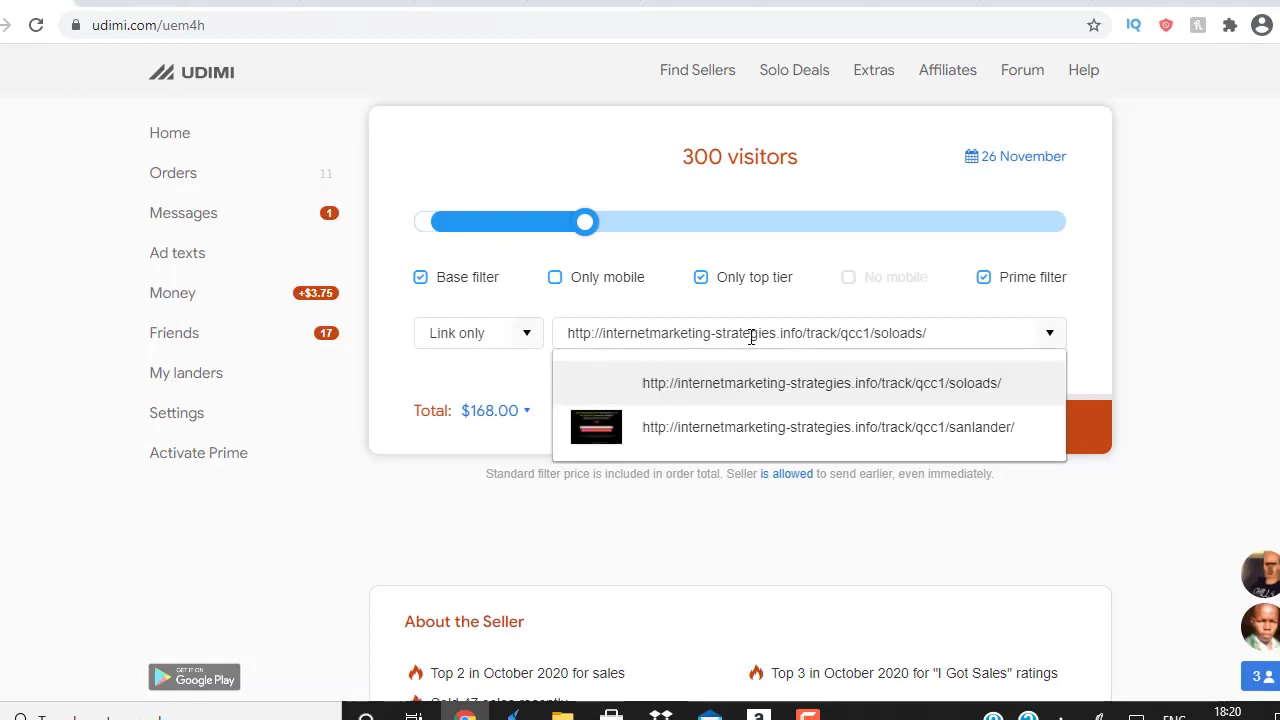 udimi.com/uem4h
IQ
UDIMI
Find Sellers Solo Deals Extras Affiliates Forum Help
Home
Orders 11
Messages 1
Ad texts
Money +$3.75
Friends 17
My landers
Settings
Activate Prime
GET IT ON
Google Play
300 visitors
26 November
Base filter Only mobile Only top tier No mobile Prime filter
Link only http://internetmarketing-strategies.info/track/qcc1/soloads/
http://internetmarketing-strategies.info/track/qcc1/soloads/
http://internetmarketing-strategies.info/track/qcc1/sanlander/
Total: $168.00
Standard filter price is included in order total. Seller is allowed to send earlier, even immediately.
About the Seller
Top 2 in October 2020 for sales
Top 3 in October 2020 for "I Got Sales" ratings
3
18:20